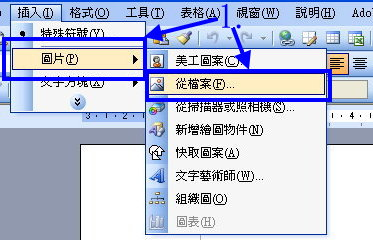 插入(I) 格式(O) 工具(T) 表格(A) 視窗(W) 說明(H) Ado
1.
特殊符號(Y)...
圖片(P)
文字方塊(X)
美工圖案(C)...
從檔案(F)...
從掃描器或照相機(S)...
新增繪圖物件(N)
快取圖案(A)
文字藝術師(W)...
組織圖(O)
圖表(H)